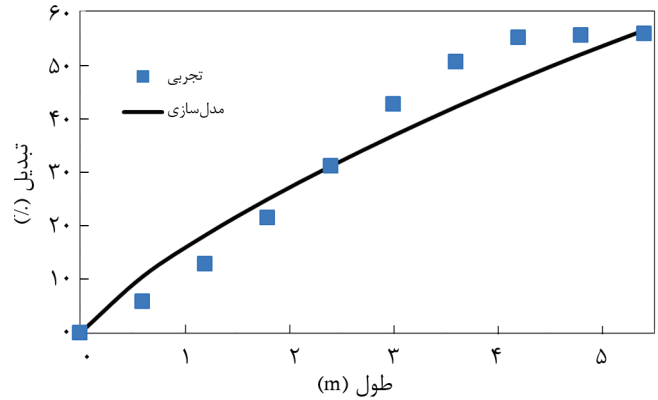 ۶۰
۵۰
۴۰
۳۰
۲۰
۱۰
۰
تبدیل (٪)
تجربی
مدل‌سازی
۰ ۱ ۲ ۳ ۴ ۵
طول (m)